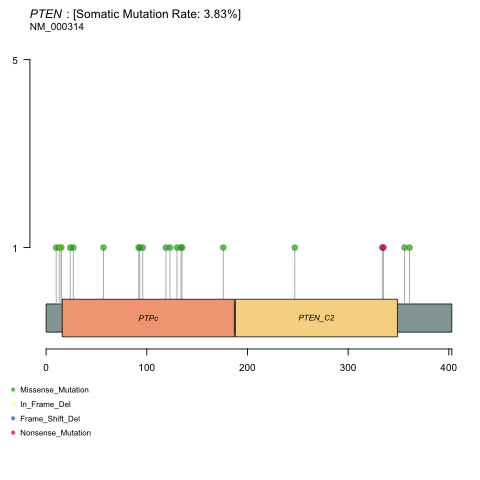 PTEN : [Somatic Mutation Rate: 3.83%]
NM_000314
5
1
PTPc
PTEN_C2
0 100 200 300 400
Missense_Mutation
In_Frame_Del
Frame_Shift_Del
Nonsense_Mutation